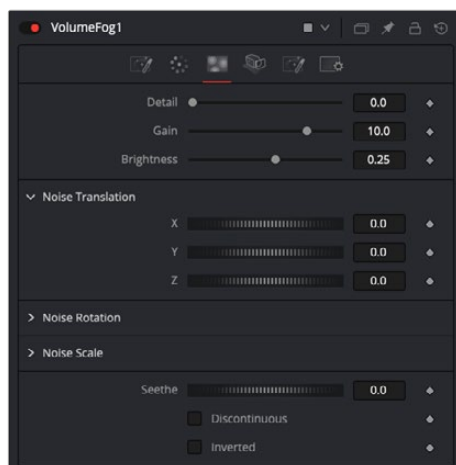 VolumeFog1
Detail 0.0
Gain 10.0
Brightness 0.25
Noise Translation
X 0.0
Y 0.0
Z 0.0
Noise Rotation
Noise Scale
Seethe 0.0
Discontinuous
Inverted